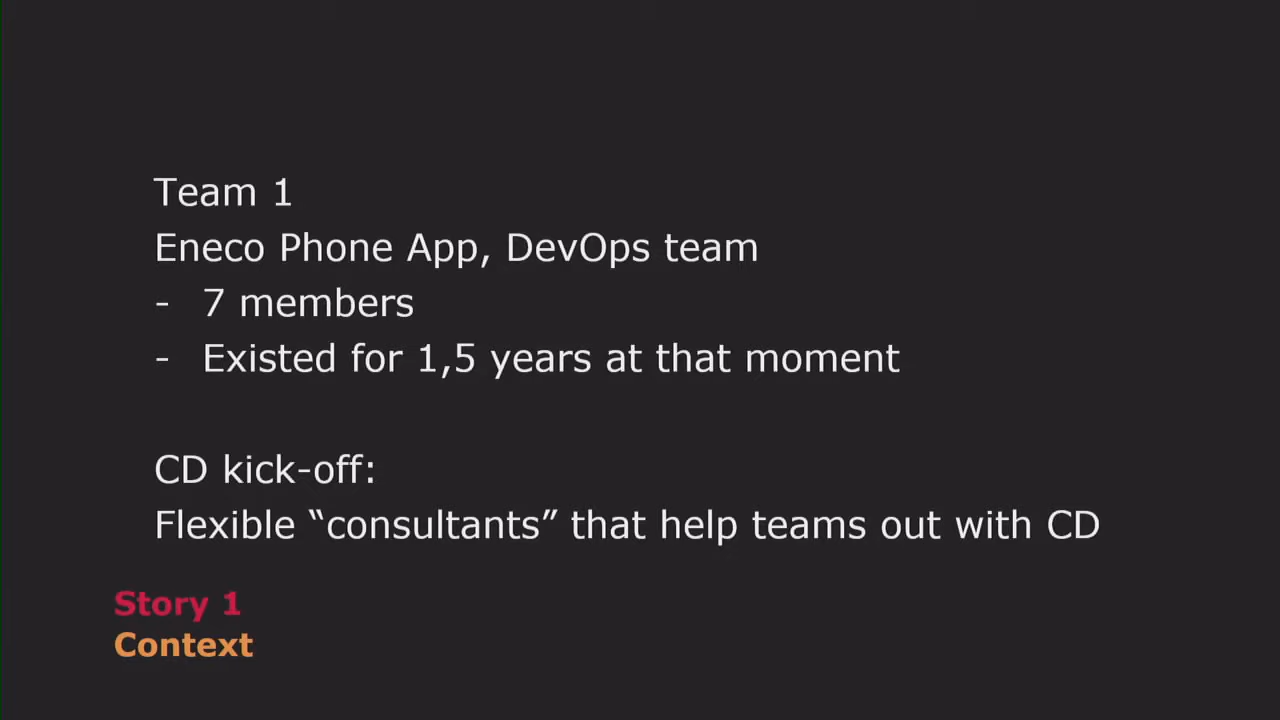 Team 1
Eneco Phone App, DevOps team
- 7 members
- Existed for 1,5 years at that moment
CD kick-off:
Flexible “consultants” that help teams out with CD
Story 1
Context